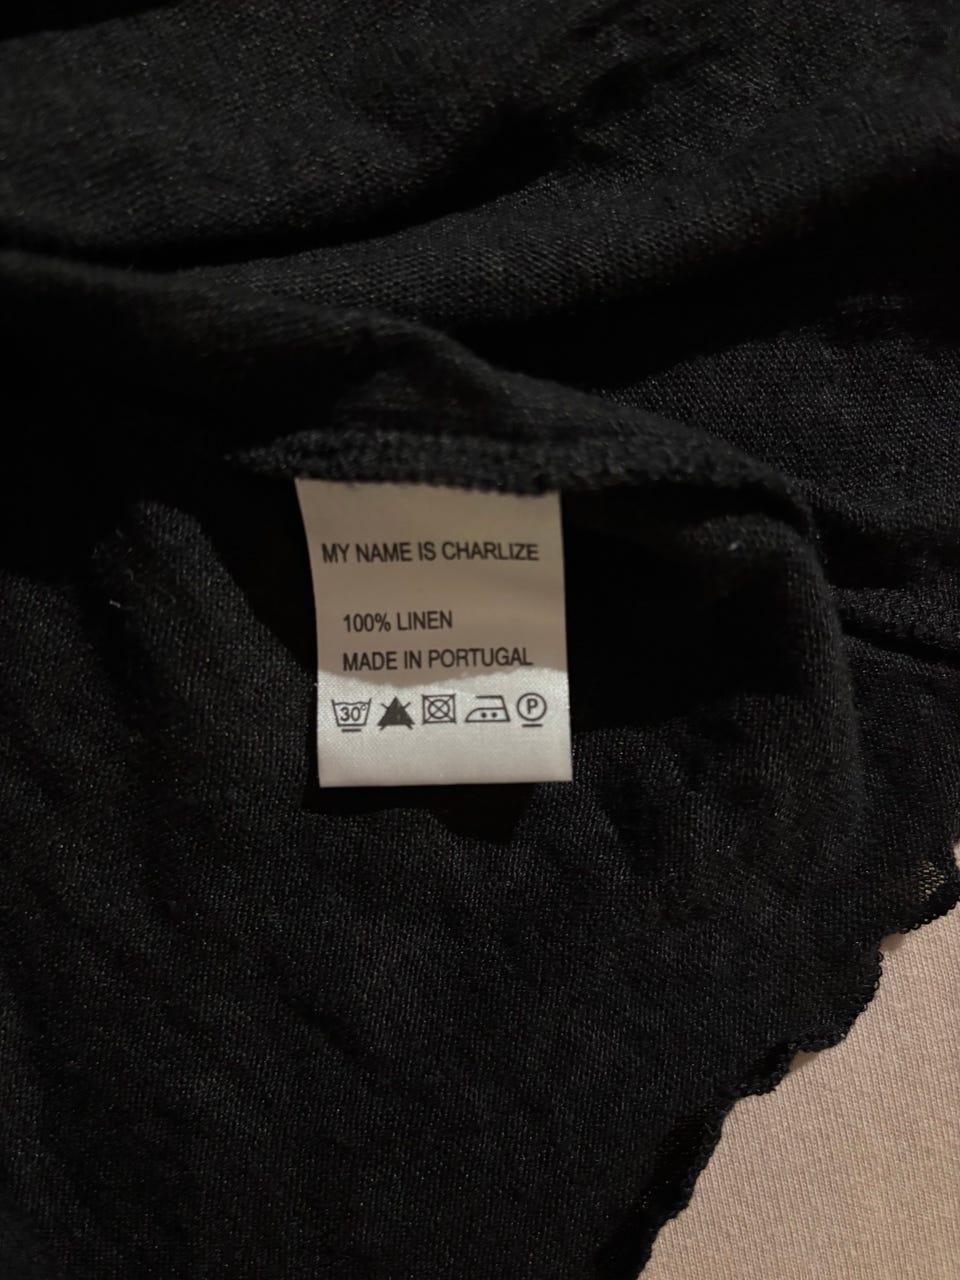 MY NAME IS CHARLIZE
100% LINEN
MADE IN PORTUGAL
30° P